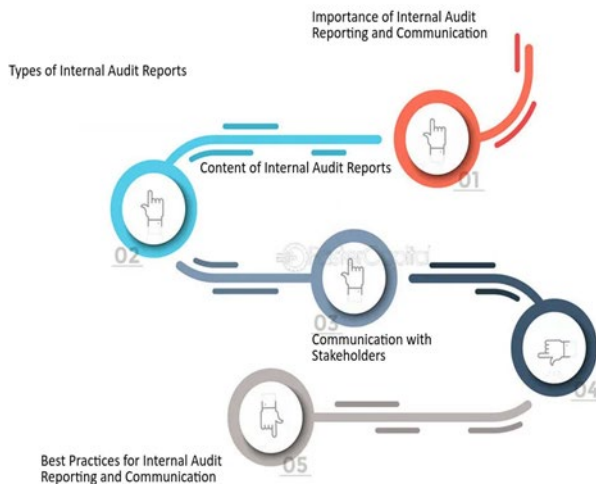 Importance of Internal Audit
Reporting and Communication
Types of Internal Audit Reports
01
Content of Internal Audit Reports
02
FasterCapital
03
Communication with
Stakeholders
04
05
Best Practices for Internal Audit
Reporting and Communication